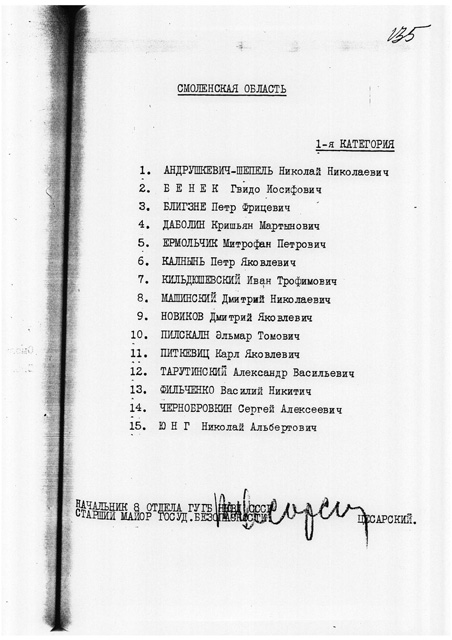 135
СМОЛЕНСКАЯ ОБЛАСТЬ
1-я КАТЕГОРИЯ
1. АНДРУШКЕВИЧ-ШЕПЕЛЬ Николай Николаевич
2. Б Е Н Е К Гвидо Иосифович
3. БЛИГЗНЕ Петр Фрицевич
4. ДАБОЛИН Кришьян Мартынович
5. ЕРМОЛЬЧИК Митрофан Петрович
6. КАЛНЫНЬ Петр Яковлевич
7. КИЛЬДЮШЕВСКИЙ Иван Трофимович
8. МАШИНСКИЙ Дмитрий Николаевич
9. НОВИКОВ Дмитрий Яковлевич
10. ПИЛСКАЛН Эльмар Томович
11. ПИТКЕВИЦ Карл Яковлевич
12. ТАРУТИНСКИЙ Александр Васильевич
13. ФИЛЬЧЕНКО Василий Никитич
14. ЧЕРНОБРОВКИН Сергей Алексеевич
15. Ю Н Г Николай Альбертович
НАЧАЛЬНИК 8 ОТДЕЛА ГУГБ НКВД СССР
СТАРШИЙ МАЙОР ГОСУД.БЕЗОПАСНОСТИ ЦЕСАРСКИЙ.